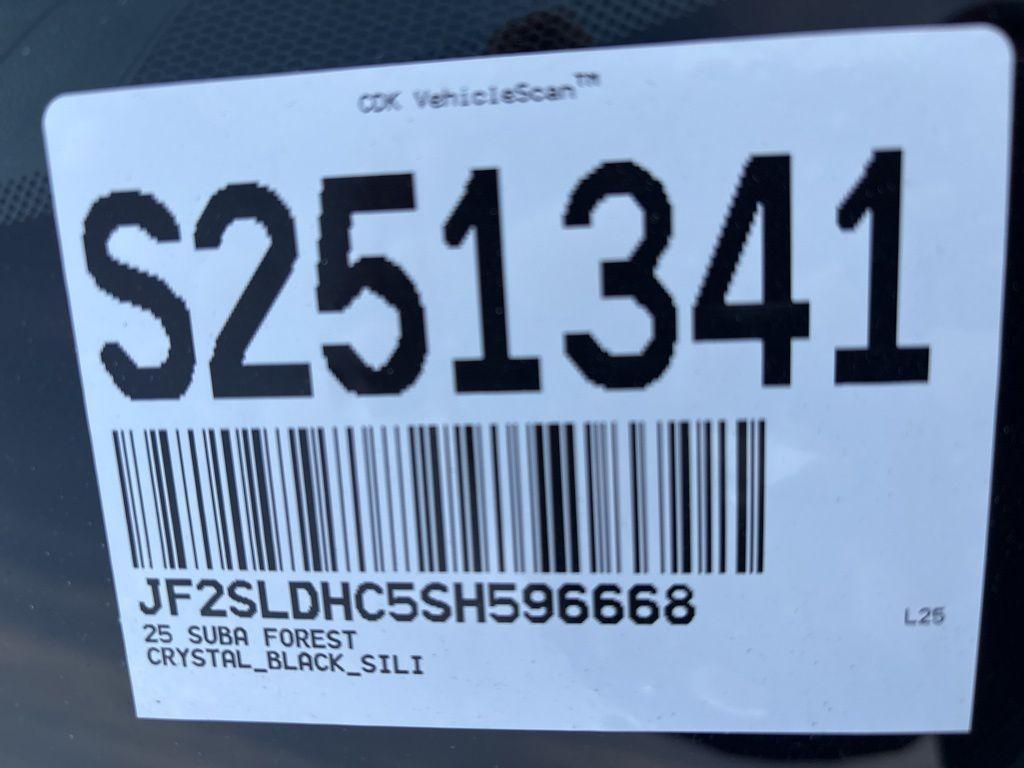 CDK VehicleScan™
S251341
JF2SLDHC5SH596668
25 SUBA FOREST
L25
CRYSTAL_BLACK_SILI